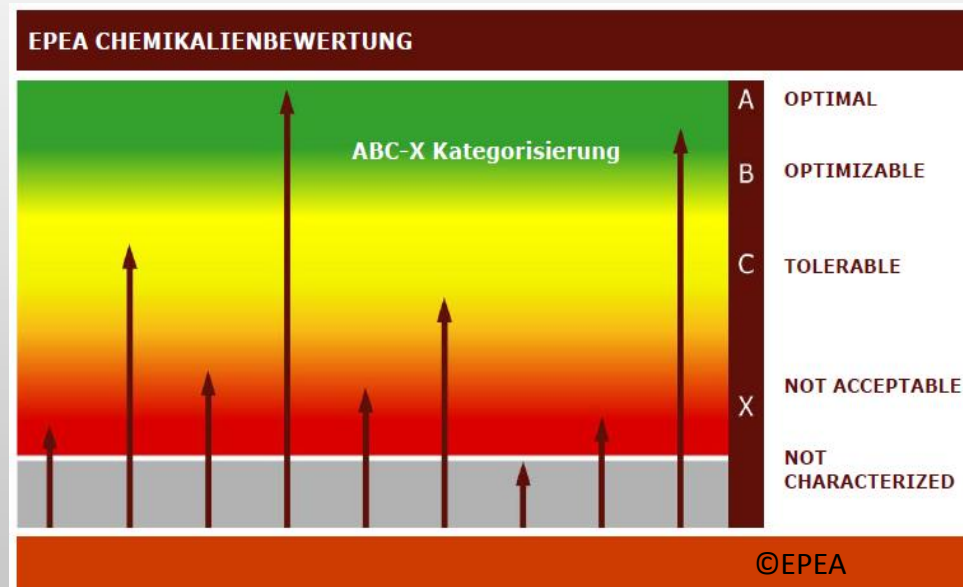 EPEA CHEMIKALIENBEWERTUNG
ABC-X Kategorisierung
A OPTIMAL
B OPTIMIZABLE
C TOLERABLE
X NOT ACCEPTABLE
NOT
CHARACTERIZED
©EPEA